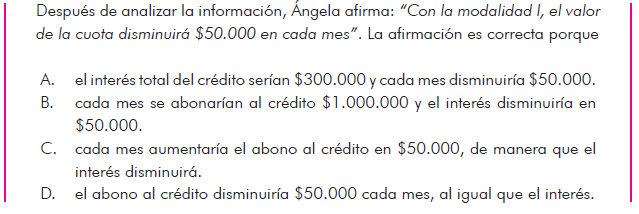 Después de analizar la información, Ángela afirma: “Con la modalidad I, el valor
de la cuota disminuirá $50.000 en cada mes”. La afirmación es correcta porque
A. el interés total del crédito serían $300.000 y cada mes disminuiría $50.000.
B. cada mes se abonarían al crédito $1.000.000 y el interés disminuiría en
$50.000.
C. cada mes aumentaría el abono al crédito en $50.000, de manera que el
interés disminuirá.
D. el abono al crédito disminuiría $50.000 cada mes, al igual que el interés.